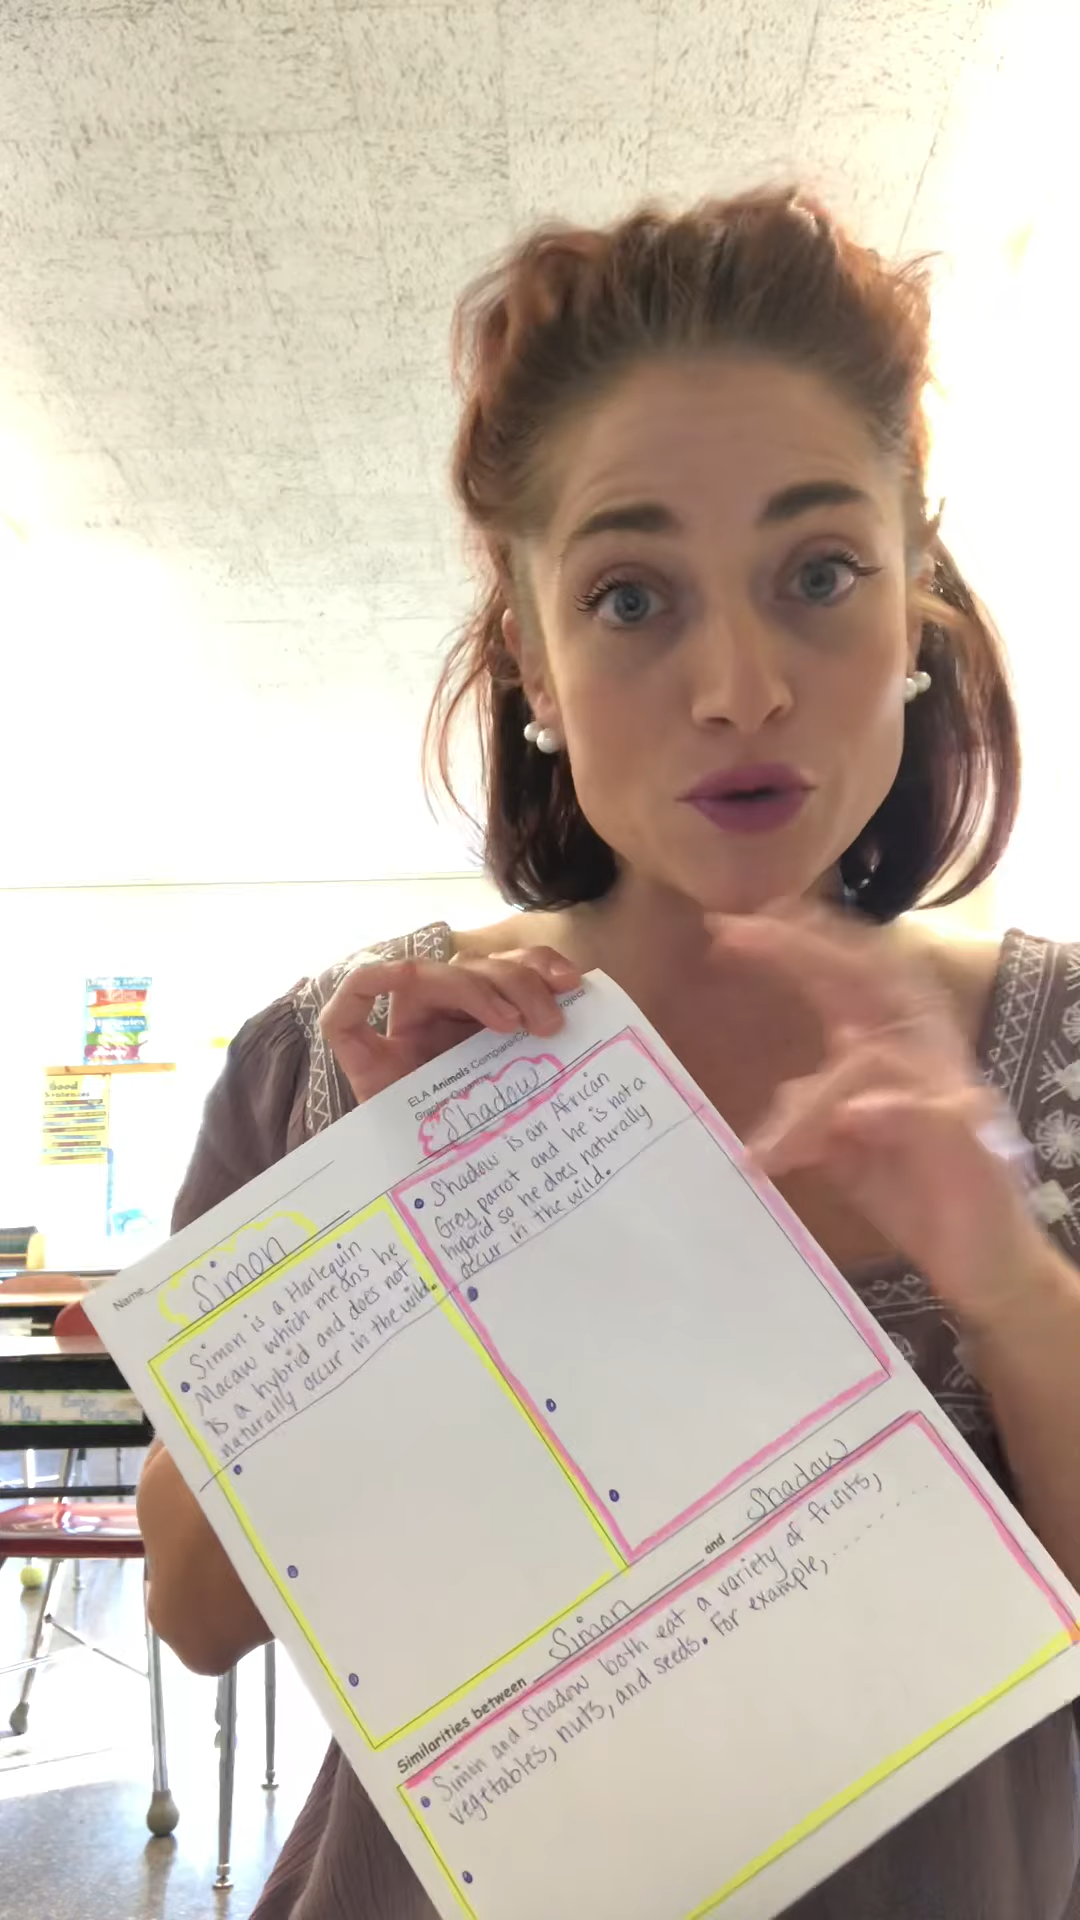 ELA Animals Compare
Graphic Organizer
Name
Simon
Simon is a Harlequin
Macaw which means he
is a hybrid and does not
naturally occur in the wild.
Shadow
Shadow is an African
Grey parrot and he is not a
hybrid so he does naturally
occur in the wild.
Similarities between Simon and Shadow
Simon and Shadow both eat a variety of fruits,
vegetables, nuts, and seeds. For example, ......
Good
May